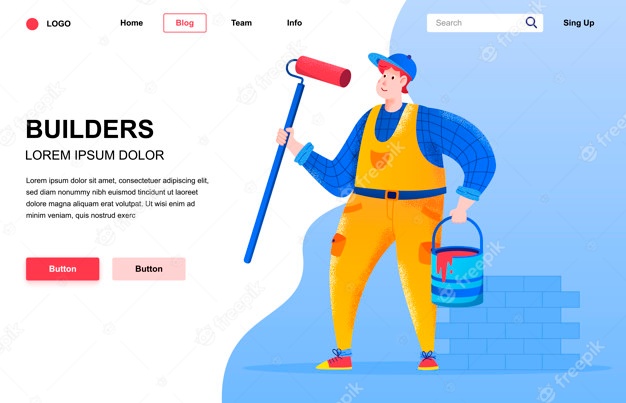 LOGO
Home
Blog
Team
Info
Search
Sing Up
BUILDERS
LOREM IPSUM DOLOR
Lorem ipsum dolor sit amet, consectetuer adipiscing
elit, sed diam nonummy nibh euismod tincidunt ut
laoreet dolore magna aliquam erat volutpat. Ut wisi enim
minim veniam, quis nostrud exerc
Button
Button
freepik